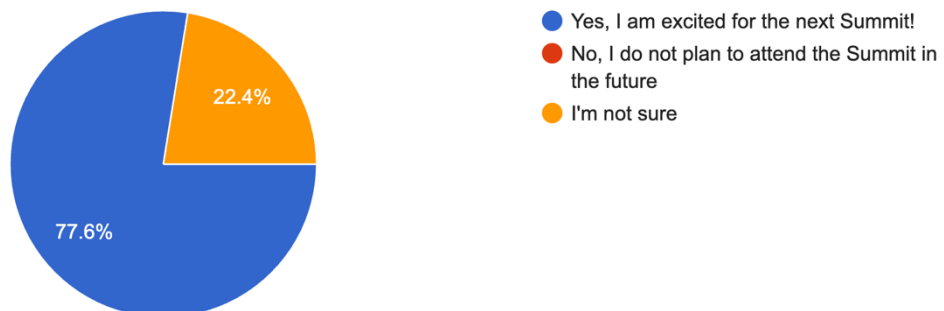 Yes, I am excited for the next Summit!
No, I do not plan to attend the Summit in
the future
I'm not sure
22.4%
77.6%